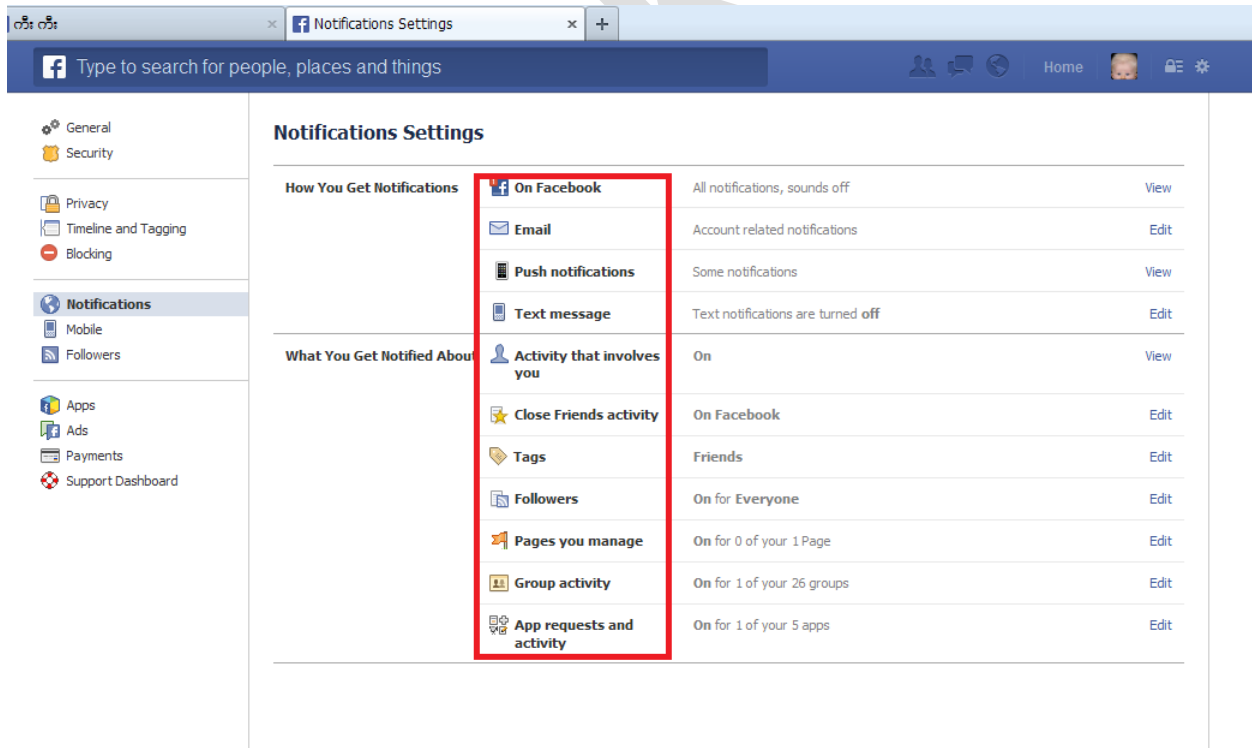 ကီး ကီး
Notifications Settings
Type to search for people, places and things
Home
General
Security
Privacy
Timeline and Tagging
Blocking
Notifications
Mobile
Followers
Apps
Ads
Payments
Support Dashboard
Notifications Settings
How You Get Notifications On Facebook All notifications, sounds off View
Email Account related notifications Edit
Push notifications Some notifications View
Text message Text notifications are turned off Edit
What You Get Notified About Activity that involves On View
you
Close Friends activity On Facebook Edit
Tags Friends Edit
Followers On for Everyone Edit
Pages you manage On for 0 of your 1 Page Edit
Group activity On for 1 of your 26 groups Edit
App requests and On for 1 of your 5 apps Edit
activity